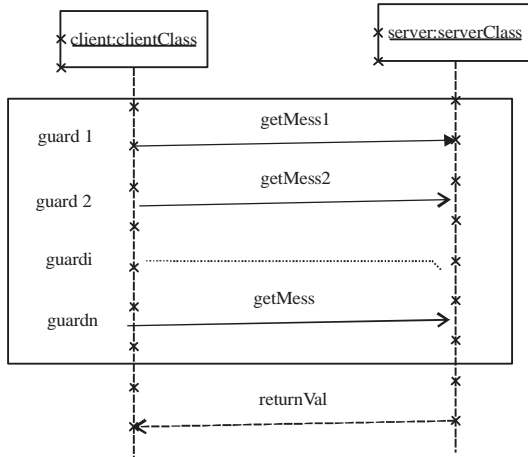 client:clientClass
server:serverClass
guard 1
getMess1
guard 2
getMess2
guardi
guardn
getMess
returnVal